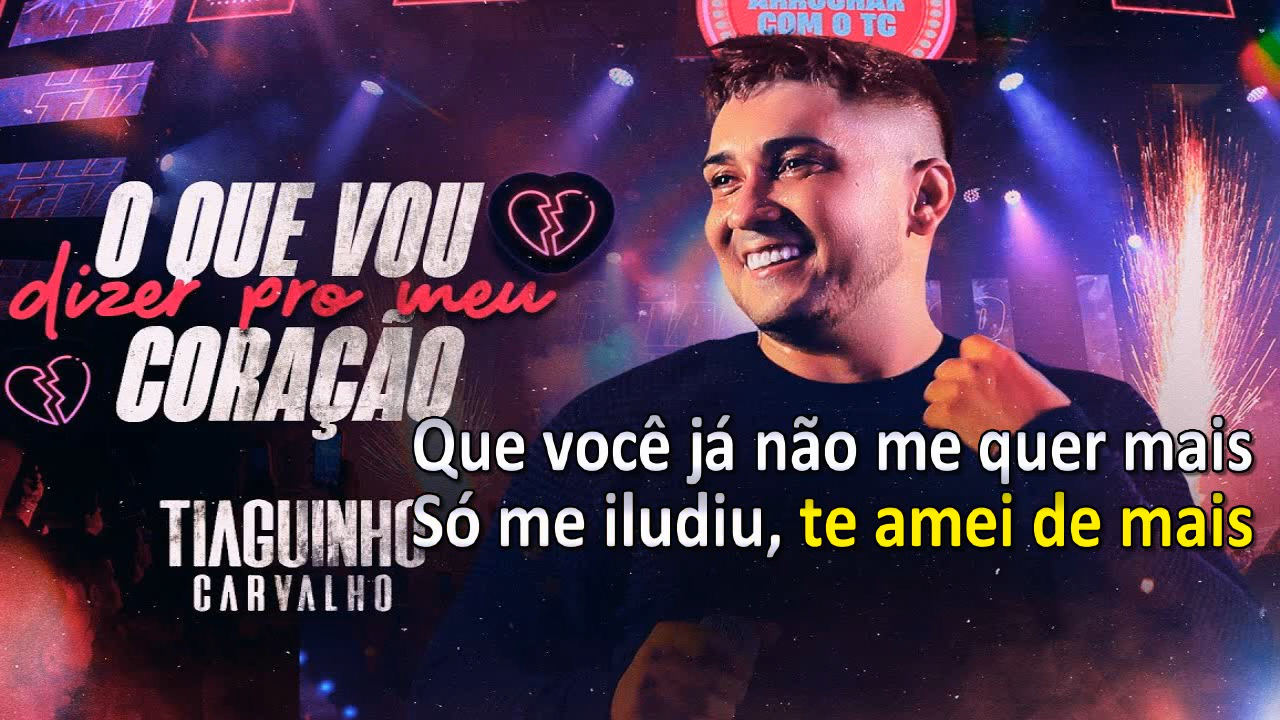 ARROCHAR
COM O TC
O QUE VOU
dizer pro meu
CORAÇÃO
Que você já não me quer mais
Só me iludiu, te amei de mais
TIAGUINHO
CARVALHO